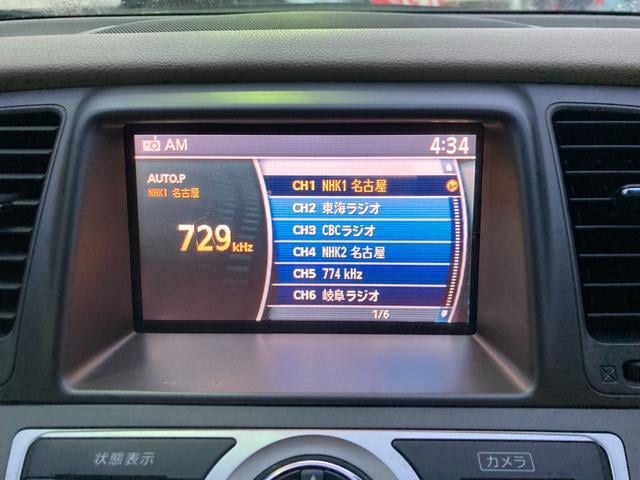 AM
4:34
AUTO.P
NHK1 名古屋
729 kHz
CH1 NHK1 名古屋
CH2 東海ラジオ
CH3 CBCラジオ
CH4 NHK2 名古屋
CH5 774 kHz
CH6 岐阜ラジオ
1/6
状態表示
カメラ